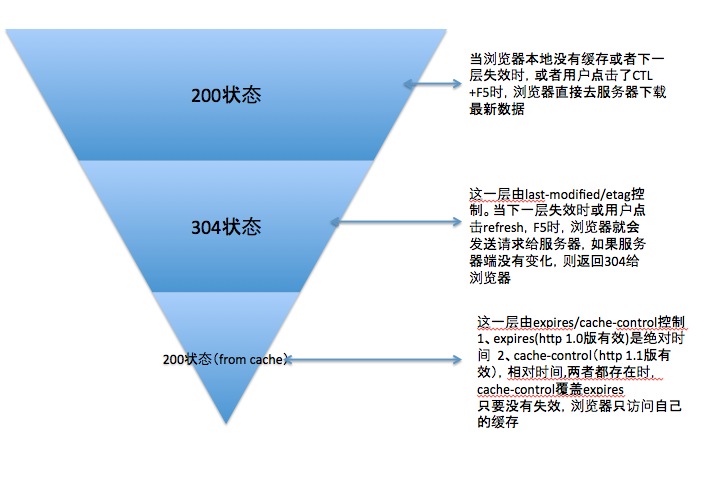 200状态
当浏览器本地没有缓存或者下一
层失效时，或者用户点击了CTL
+F5时，浏览器直接去服务器下载
最新数据
304状态
这一层由last-modified/etag控
制。当下一层失效时或用户点
击refresh，F5时，浏览器就会
发送请求给服务器，如果服务
器端没有变化，则返回304给
浏览器
200状态（from cache）
这一层由expires/cache-control控制
1、expires(http 1.0版有效)是绝对时
间 2、cache-control（http 1.1版有
效），相对时间,两者都存在时，
cache-control覆盖expires
只要没有失效，浏览器只访问自己
的缓存